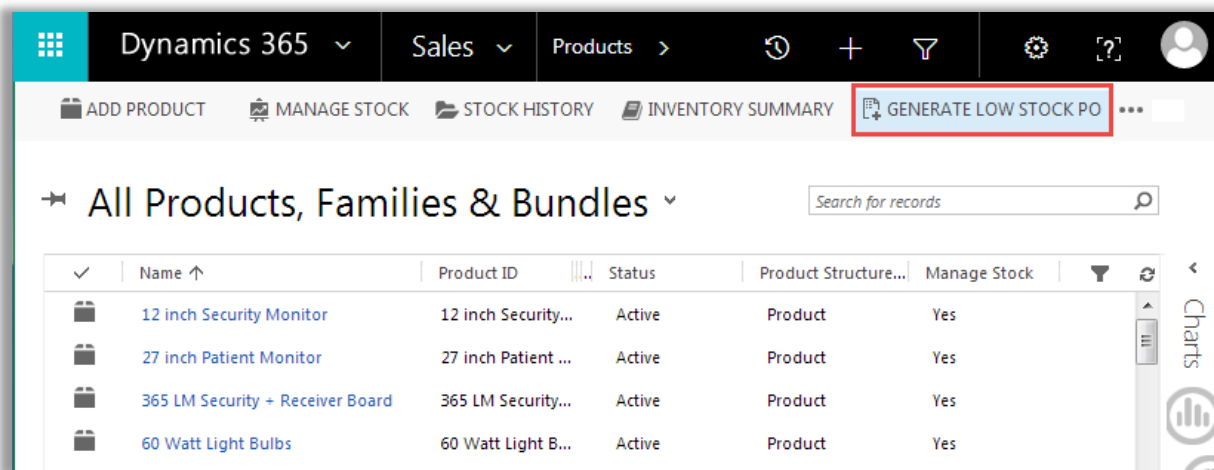 Dynamics 365 Sales Products
ADD PRODUCT MANAGE STOCK STOCK HISTORY INVENTORY SUMMARY GENERATE LOW STOCK PO
All Products, Families & Bundles Search for records
Name Product ID Status Product Structure... Manage Stock
12 inch Security Monitor 12 inch Security... Active Product Yes
27 inch Patient Monitor 27 inch Patient ... Active Product Yes
365 LM Security + Receiver Board 365 LM Security... Active Product Yes
60 Watt Light Bulbs 60 Watt Light B... Active Product Yes
Charts